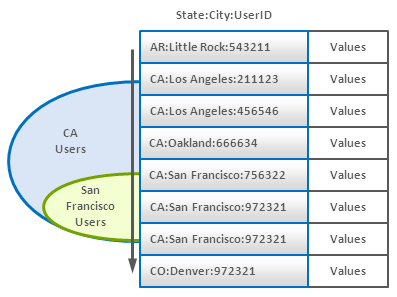 State:City:UserID
AR:Little Rock:543211 Values
CA:Los Angeles:211123 Values
CA:Los Angeles:456546 Values
CA:Oakland:666634 Values
CA:San Francisco:756322 Values
CA:San Francisco:972321 Values
CA:San Francisco:972321 Values
CO:Denver:972321 Values
CA
Users
San
Francisco
Users